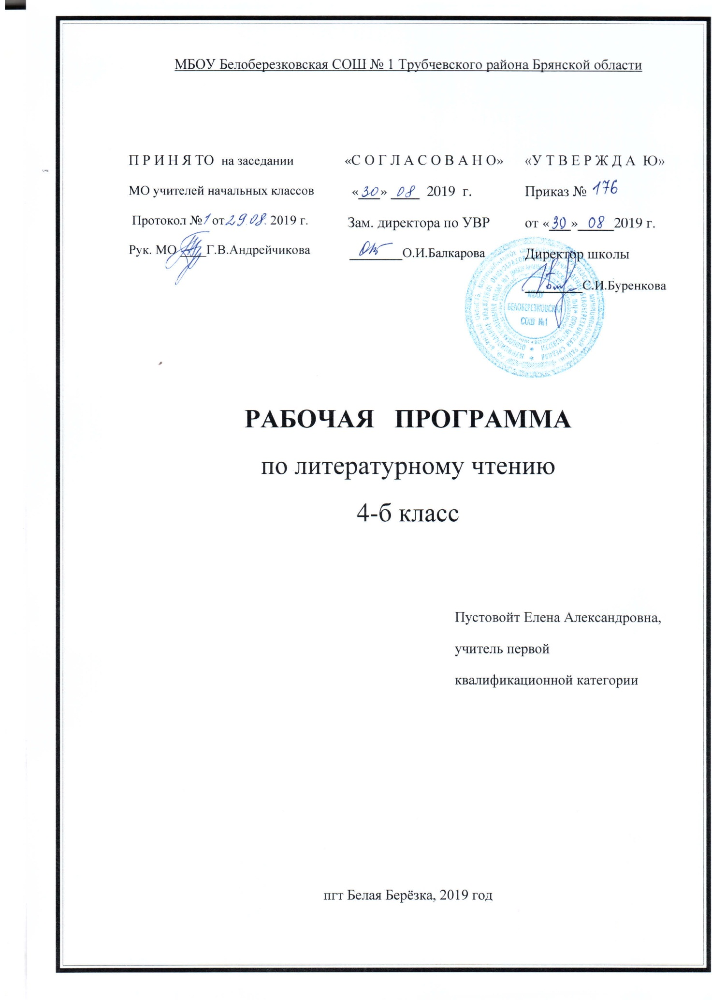 МБОУ Белоберезковская СОШ № 1 Трубчевского района Брянской области
П Р И Н Я ТО на заседании
МО учителей начальных классов
Протокол №1 от 29.08. 2019 г.
Рук. МО ____Г.В.Андрейчикова
«С О Г Л А С О В А Н О»
«30» 08 2019 г.
Зам. директора по УВР
________О.И.Балкарова
«У Т В Е Р Ж Д А Ю»
Приказ № 176
от «30» 08 2019 г.
Директор школы
________С.И.Буренкова
МБОУ
БЕЛОБЕРЕЗКОВСКАЯ
СОШ №1
РАБОЧАЯ ПРОГРАММА
по литературному чтению
4-б класс
Пустовойт Елена Александровна,
учитель первой
квалификационной категории
пгт Белая Берёзка, 2019 год